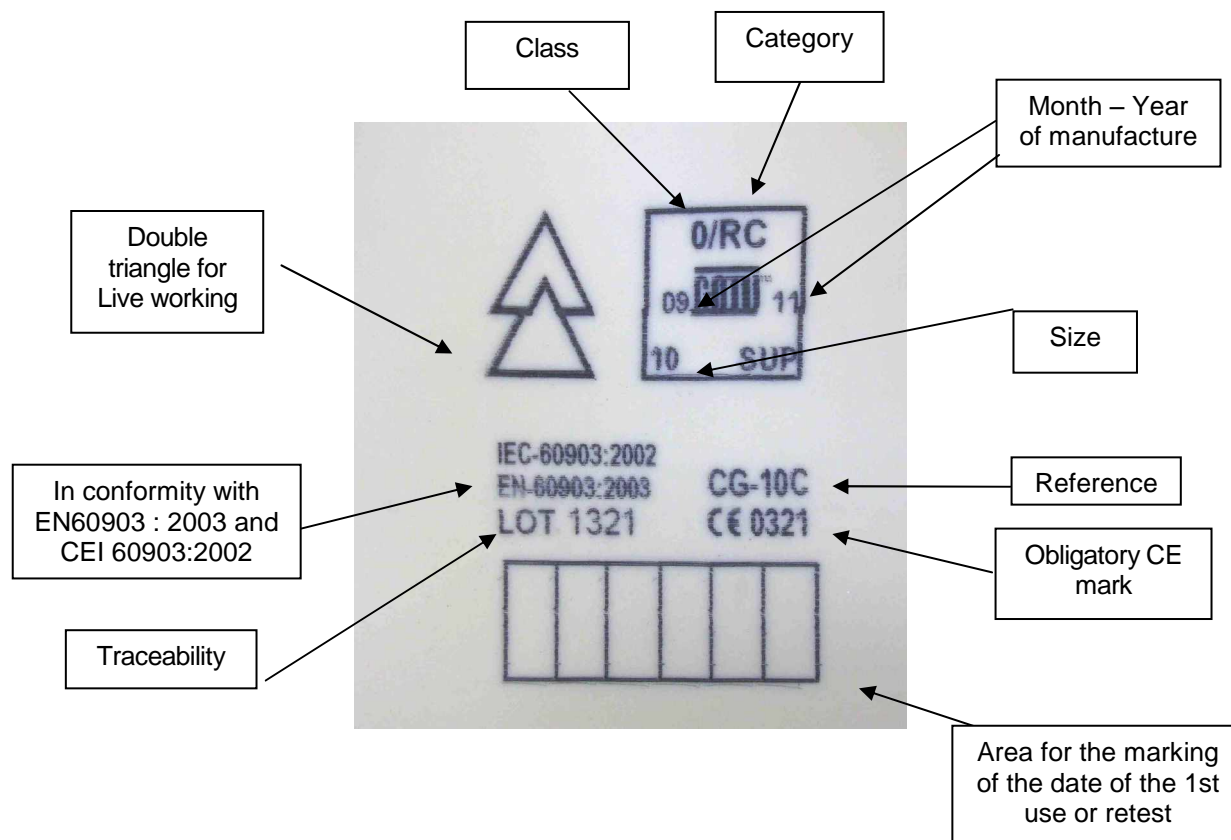 Class
Category
Month – Year
of manufacture
Double
triangle for
Live working
0/RC
09
CATU
11
Size
10
SUP
IEC-60903:2002
EN-60903:2003
CG-10C
Reference
In conformity with
EN60903 : 2003 and
CEI 60903:2002
LOT 1321
CE 0321
Obligatory CE
mark
Traceability
Area for the marking
of the date of the 1st
use or retest